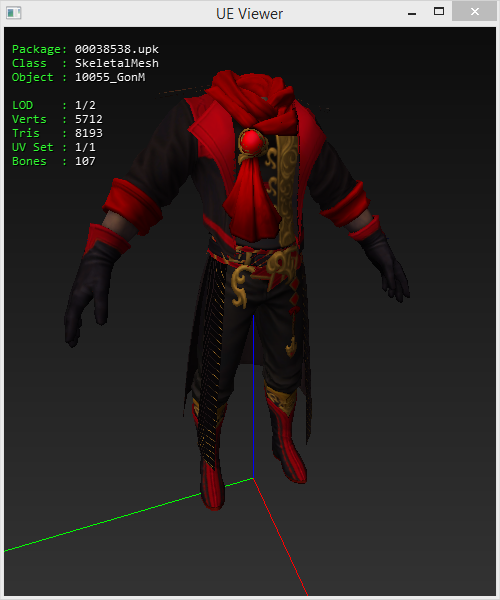 UE Viewer
Package: 00038538.upk
Class : SkeletalMesh
Object : 10055_GonM
LOD : 1/2
Verts : 5712
Tris : 8193
UV Set : 1/1
Bones : 107